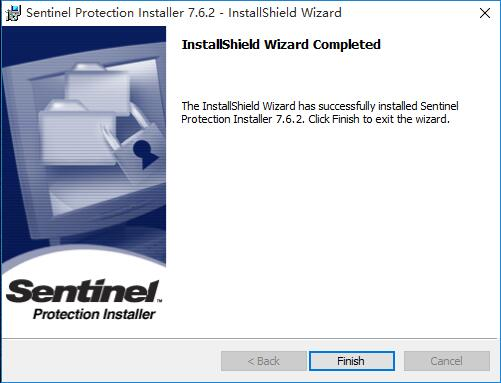 Sentinel Protection Installer 7.6.2 - InstallShield Wizard
InstallShield Wizard Completed
The InstallShield Wizard has successfully installed Sentinel
Protection Installer 7.6.2. Click Finish to exit the wizard.
Sentinel™
Protection Installer
< Back
Finish
Cancel